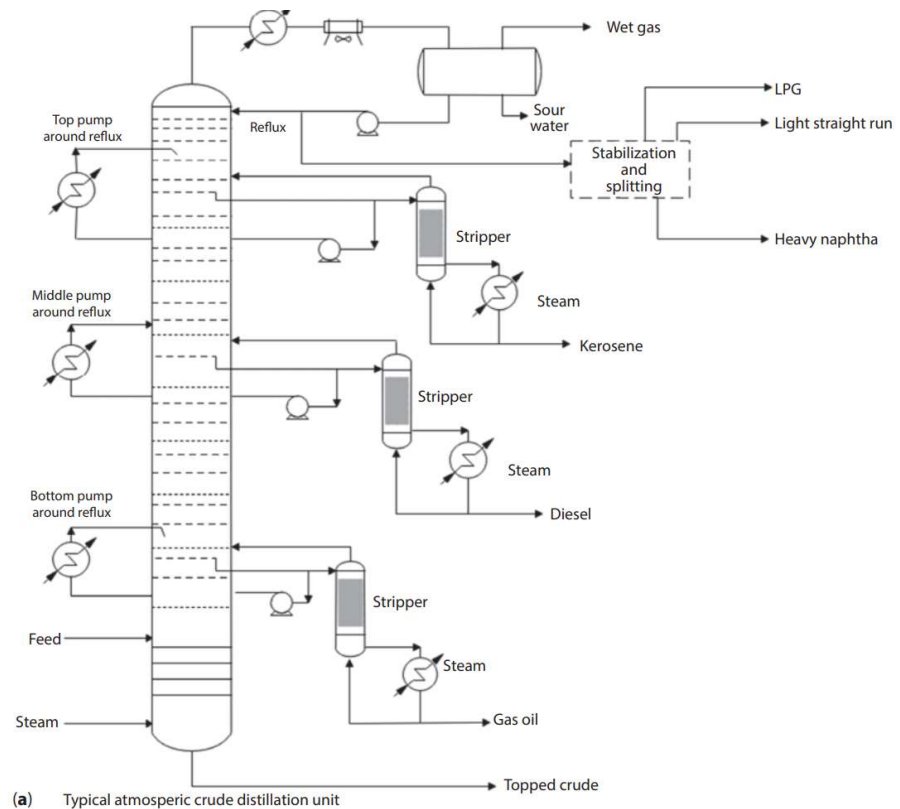 Wet gas
LPG
Sour
water
Light straight run
Top pump
around reflux
Reflux
Stabilization
and
splitting
Stripper
Heavy naphtha
Middle pump
around reflux
Steam
Kerosene
Stripper
Steam
Bottom pump
around reflux
Diesel
Stripper
Feed
Steam
Steam
Gas oil
Topped crude
(a) Typical atmosperic crude distillation unit